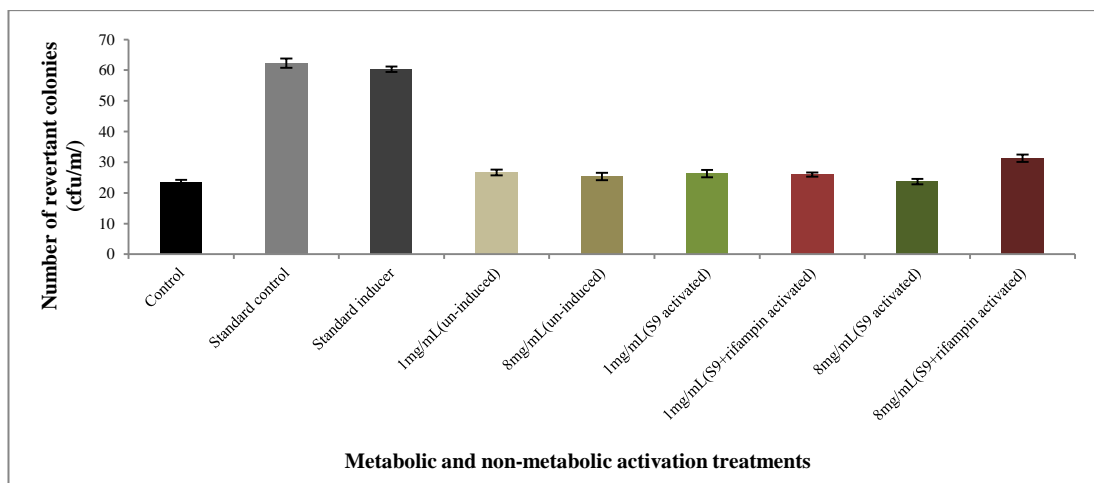 Number of revertant colonies
(cfu/m/)
70
60
50
40
30
20
10
0
Control
Standard control
Standard inducer
1mg/mL(un-induced)
8mg/mL(un-induced)
1mg/mL(S9 activated)
1mg/mL(S9+rifampin activated)
8mg/mL(S9 activated)
8mg/mL(S9+rifampin activated)
Metabolic and non-metabolic activation treatments